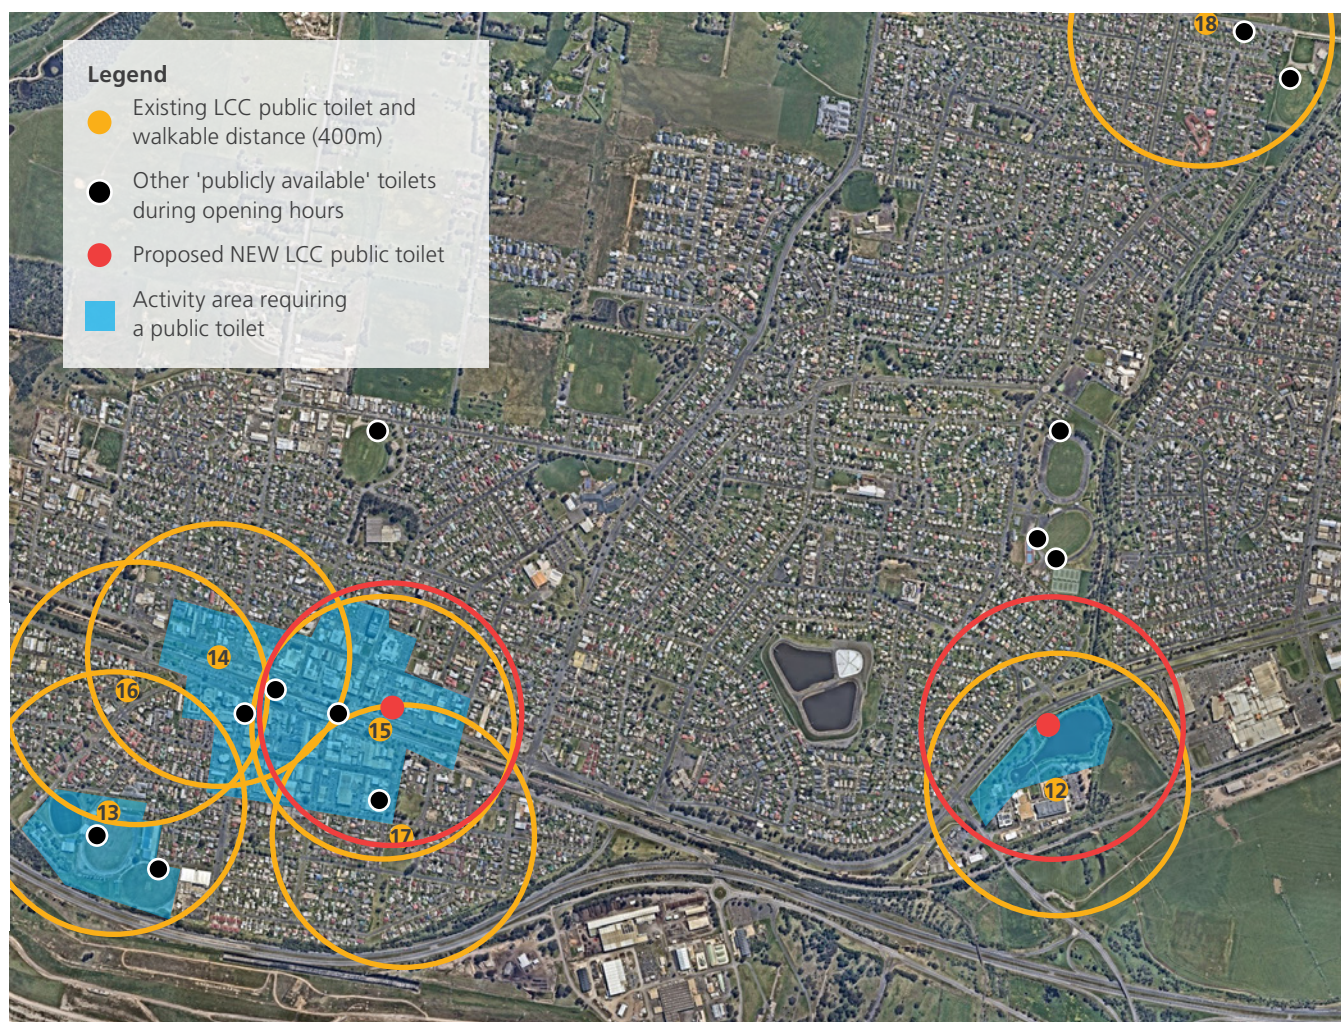 18
Legend
Existing LCC public toilet and
walkable distance (400m)
Other 'publicly available' toilets
during opening hours
Proposed NEW LCC public toilet
Activity area requiring
a public toilet
14
16
15
12
13
17